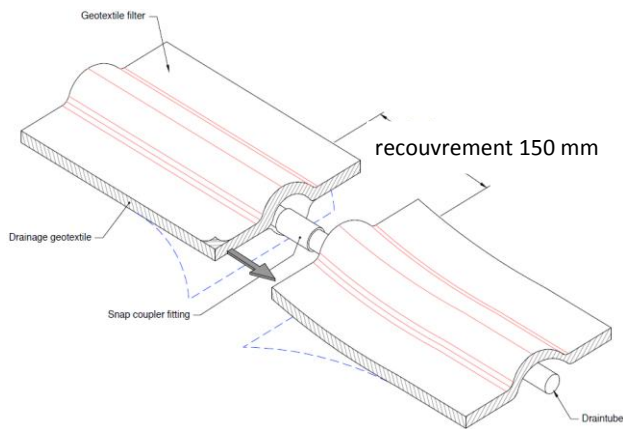 Geotextile filter
recouvrement 150 mm
Drainage geotextile
Snap coupler fitting
Draintube